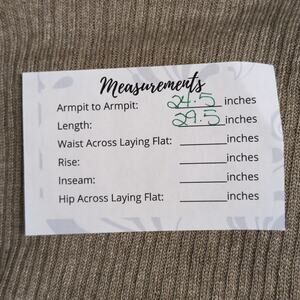 Measurements
Armpit to Armpit: 24.5 inches
Length: 29.5 inches
Waist Across Laying Flat: ________inches
Rise: ________inches
Inseam: ________inches
Hip Across Laying Flat: ________inches